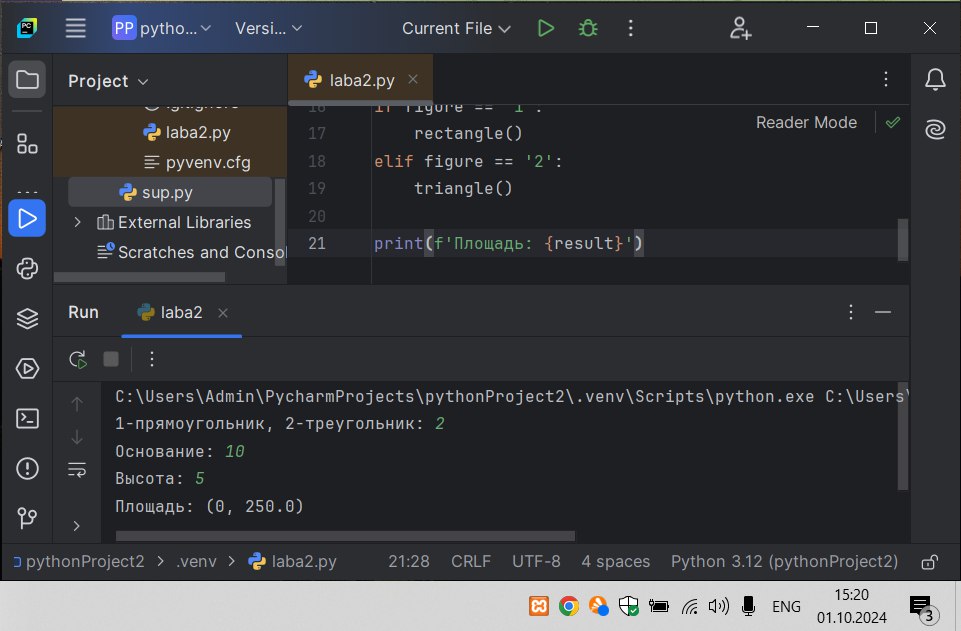 PP pytho... Versi... Current File
Project
laba2.py
laba2.py
pyvenv.cfg
sup.py
External Libraries
Scratches and Conso
Reader Mode
16 if figure == '1':
17 rectangle()
18 elif figure == '2':
19 triangle()
20
21 print(f'Площадь: {result}')
Run laba2
C:\Users\Admin\PycharmProjects\pythonProject2\.venv\Scripts\python.exe C:\Users\
1-прямоугольник, 2-треугольник: 2
Основание: 10
Высота: 5
Площадь: (0, 250.0)
pythonProject2 > .venv > laba2.py 21:28 CRLF UTF-8 4 spaces Python 3.12 (pythonProject2)
ENG
15:20
01.10.2024
3